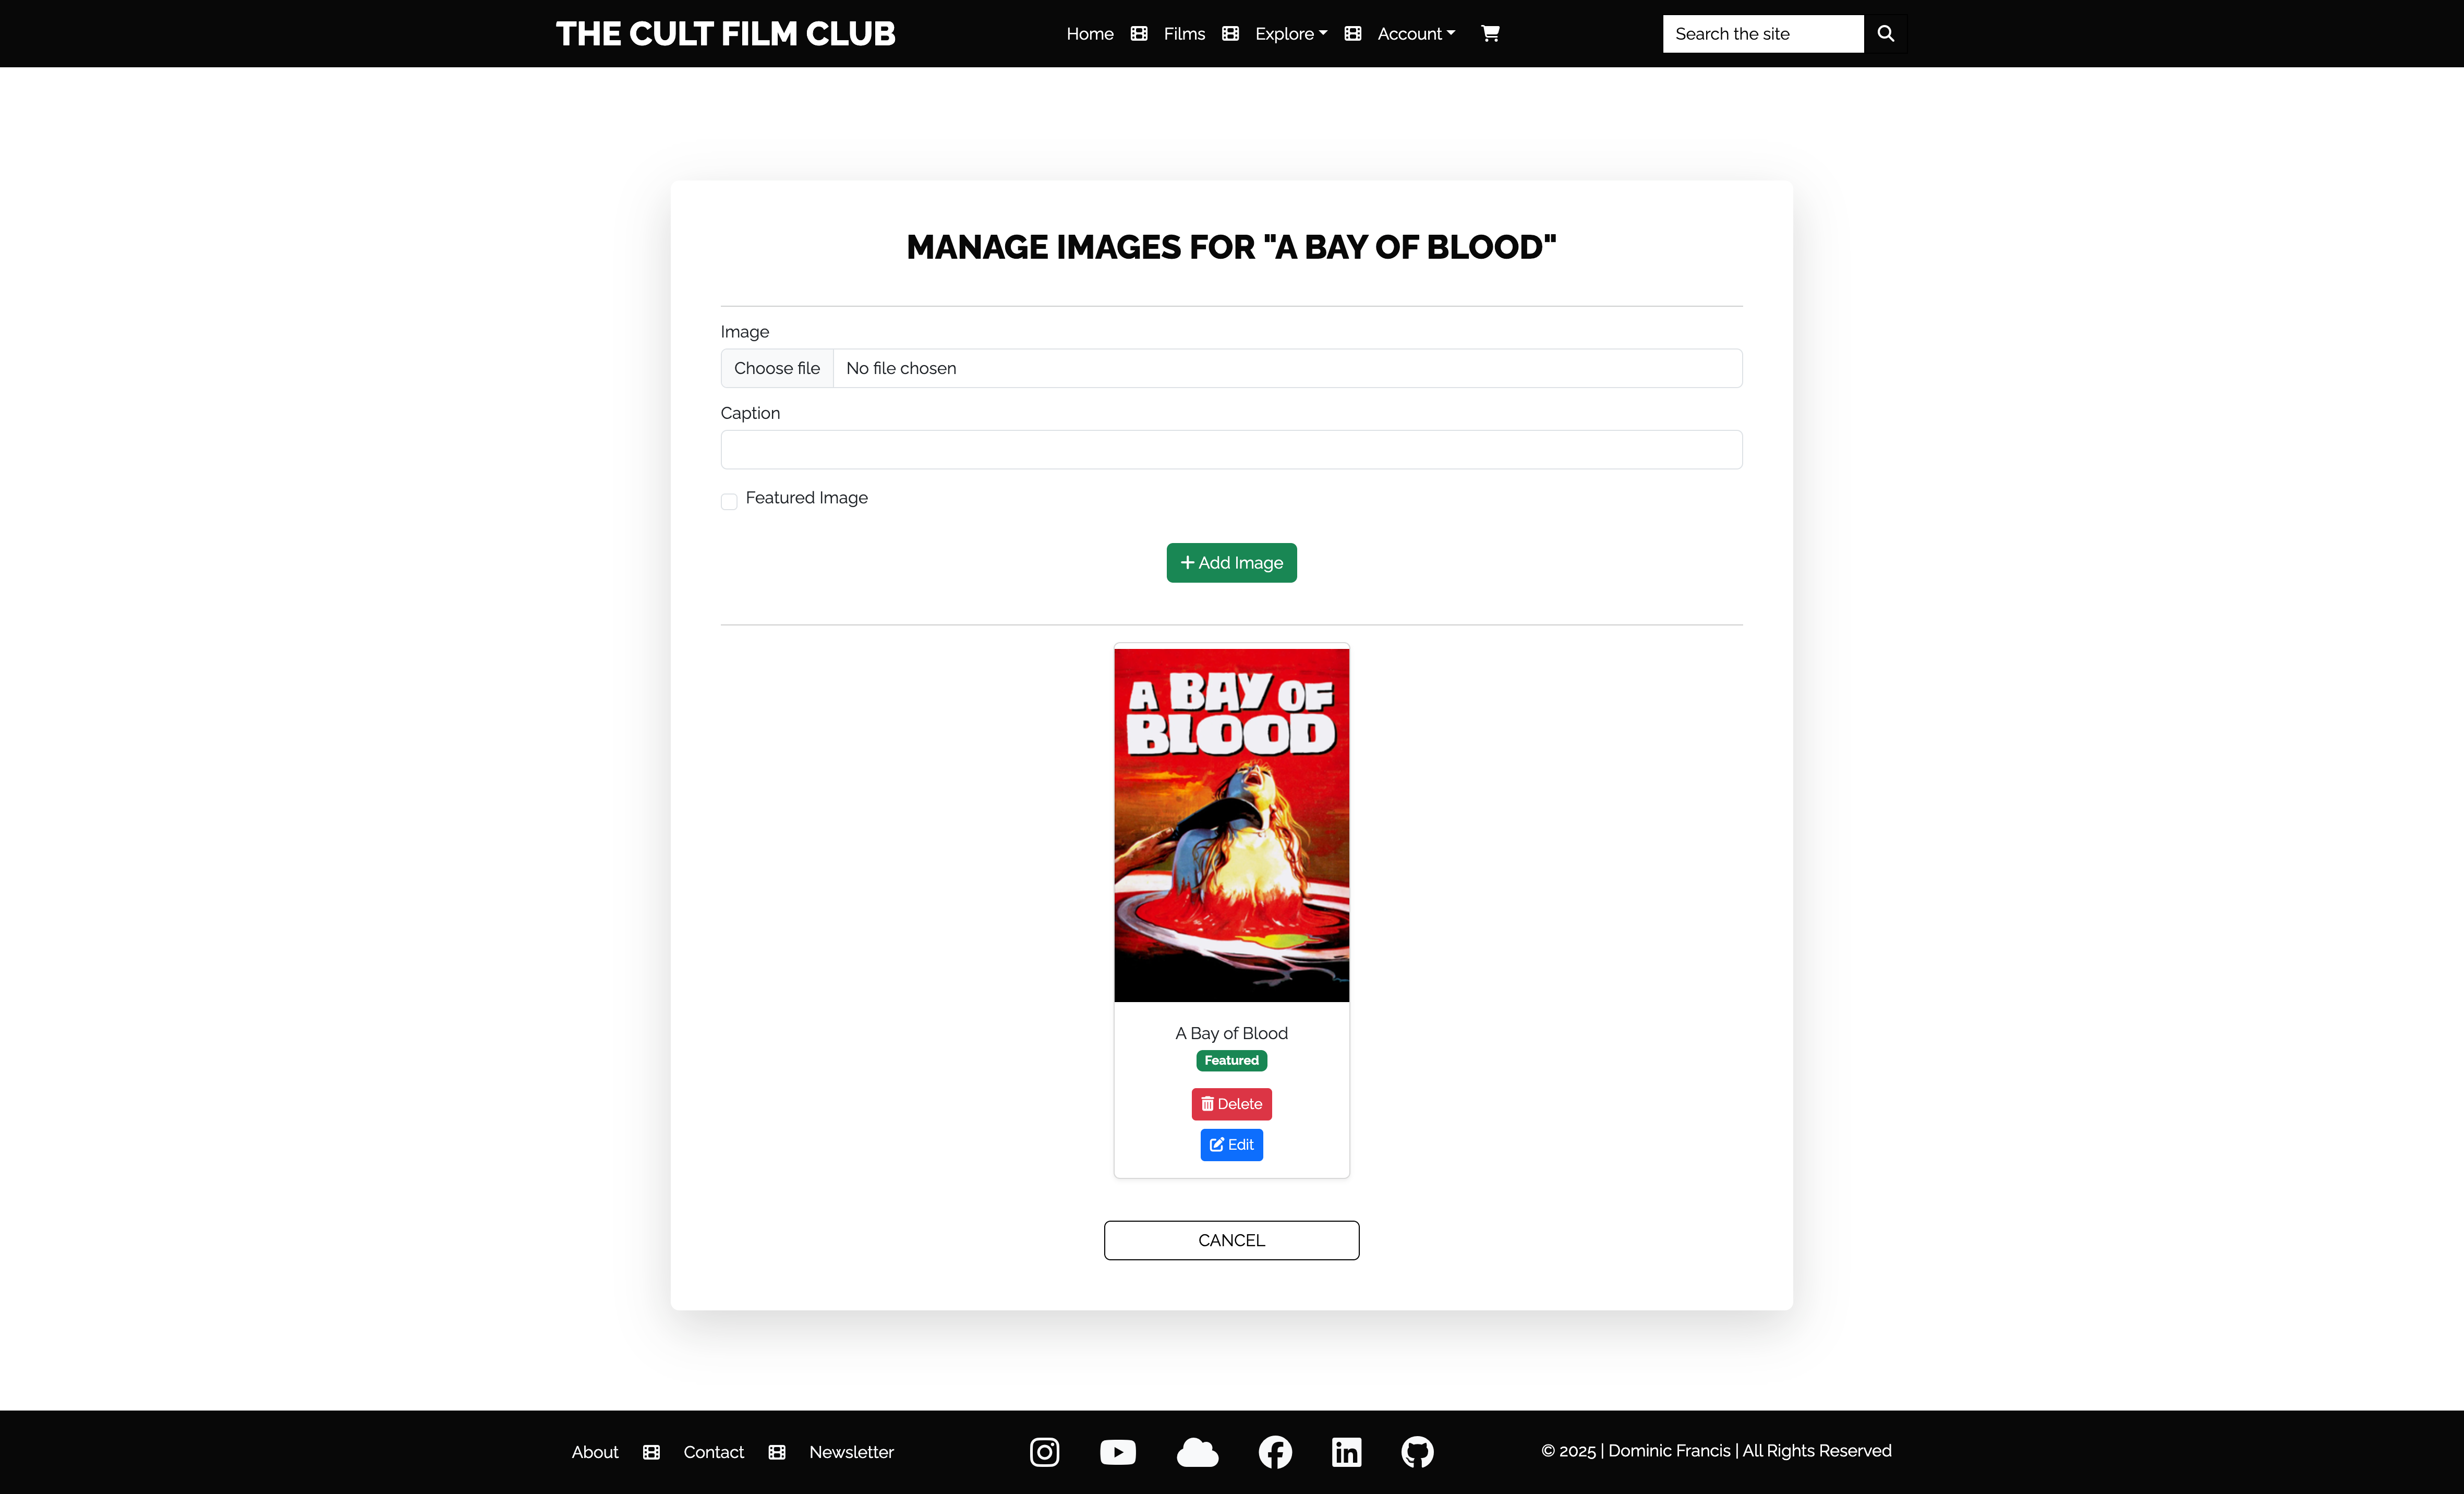 THE CULT FILM CLUB
Home Films Explore Account
Search the site
MANAGE IMAGES FOR "A BAY OF BLOOD"
Image
Choose file No file chosen
Caption
Featured Image
+ Add Image
A BAY OF
BLOOD
A Bay of Blood
Featured
Delete
Edit
CANCEL
About Contact Newsletter
© 2025 | Dominic Francis | All Rights Reserved